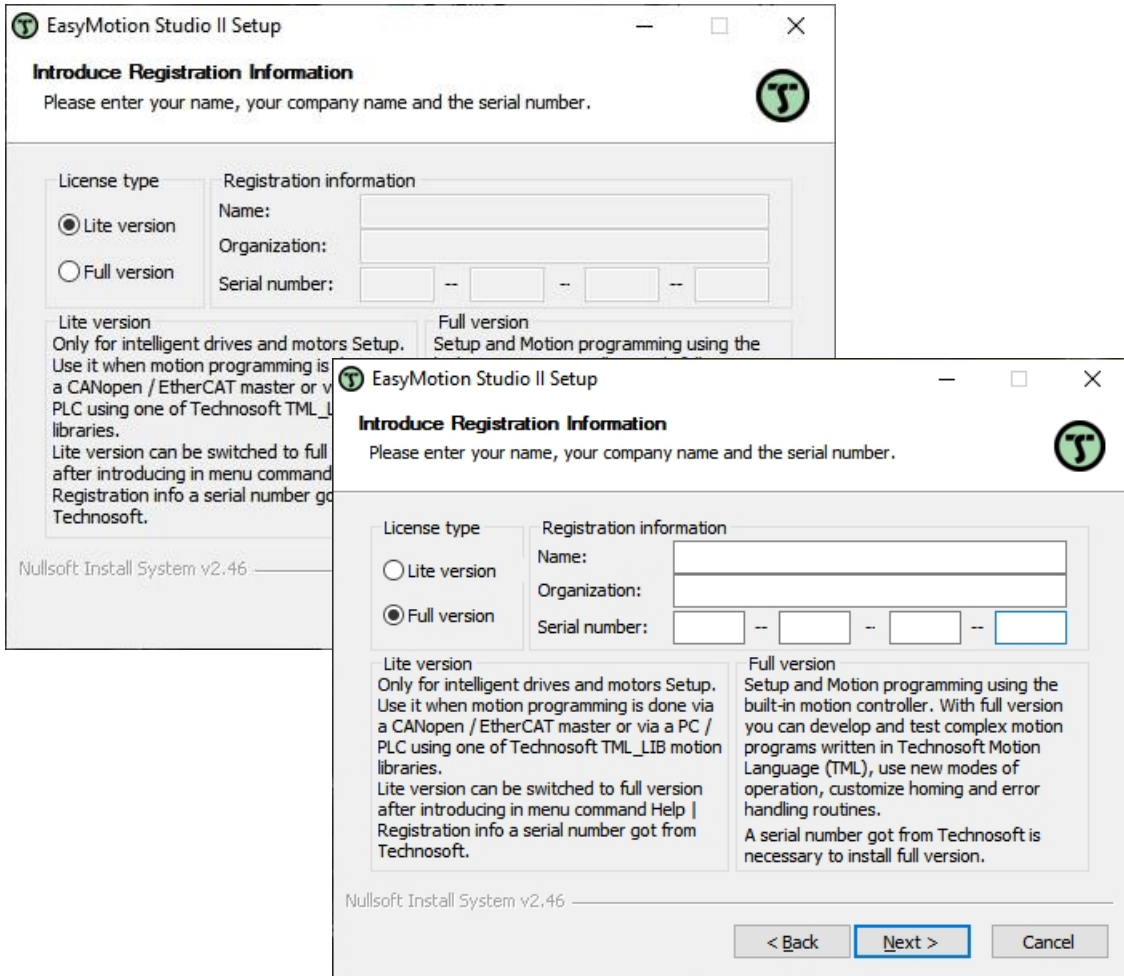 EasyMotion Studio II Setup
Introduce Registration Information
Please enter your name, your company name and the serial number.
License type
Registration information
Lite version
Name:
Organization:
Full version
Serial number:
--
--
--
Lite version
Only for intelligent drives and motors Setup.
Use it when motion programming is
a CANopen / EtherCAT master or v
PLC using one of Technosoft TML_L
libraries.
Lite version can be switched to full
after introducing in menu command
Registration info a serial number go
Technosoft.
Full version
Setup and Motion programming using the
Nullsoft Install System v2.46
EasyMotion Studio II Setup
Introduce Registration Information
Please enter your name, your company name and the serial number.
License type
Registration information
Lite version
Name:
Organization:
Full version
Serial number:
--
--
--
Lite version
Only for intelligent drives and motors Setup.
Use it when motion programming is done via
a CANopen / EtherCAT master or via a PC /
PLC using one of Technosoft TML_LIB motion
libraries.
Lite version can be switched to full version
after introducing in menu command Help |
Registration info a serial number got from
Technosoft.
Full version
Setup and Motion programming using the
built-in motion controller. With full version
you can develop and test complex motion
programs written in Technosoft Motion
Language (TML), use new modes of
operation, customize homing and error
handling routines.
A serial number got from Technosoft is
necessary to install full version.
Nullsoft Install System v2.46
< Back
Next >
Cancel